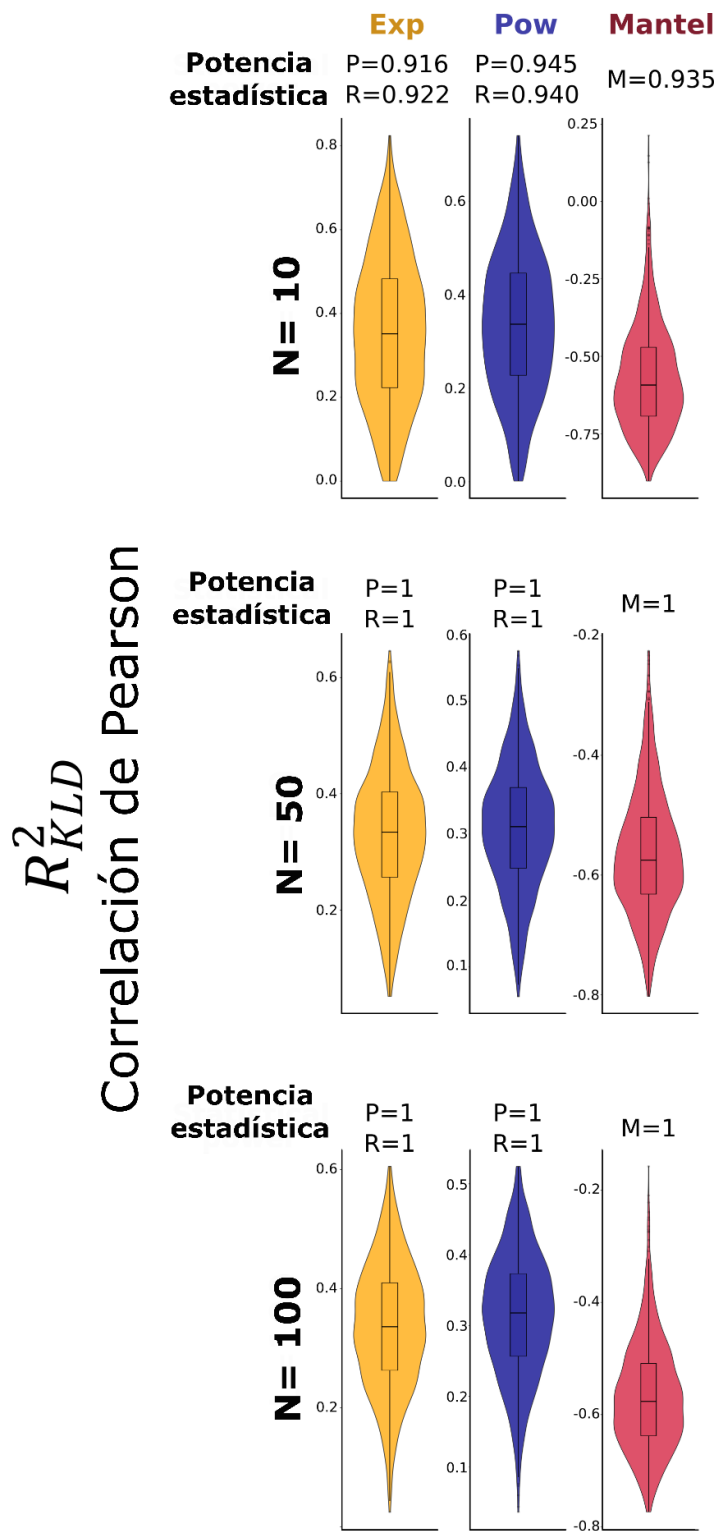 Exp Pow Mantel
Potencia
estadística
P=0.916
R=0.922
P=0.945
R=0.940
M=0.935
N= 10
0.8
0.6
0.4
0.2
0.0
0.6
0.4
0.2
0.0
0.25
0.00
-0.25
-0.50
-0.75
R²KLD
Correlación de Pearson
Potencia
estadística
P=1
R=1
P=1
R=1
M=1
N= 50
0.6
0.4
0.2
0.6
0.5
0.4
0.3
0.2
0.1
-0.2
-0.4
-0.6
-0.8
Potencia
estadística
P=1
R=1
P=1
R=1
M=1
N= 100
0.6
0.4
0.2
0.5
0.4
0.3
0.2
0.1
-0.2
-0.4
-0.6
-0.8